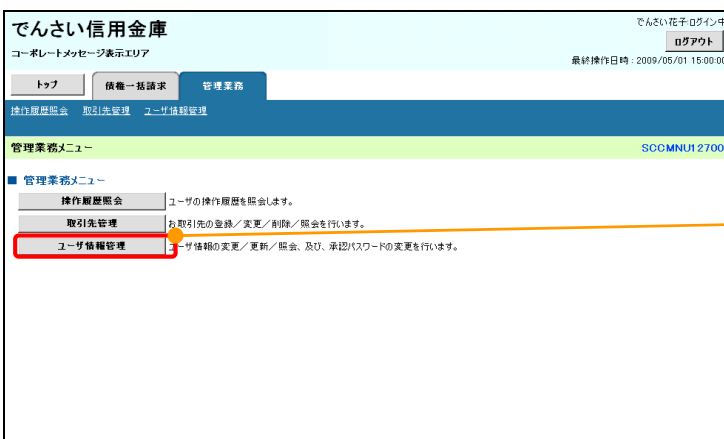 でんさい信用金庫
でんさい花子:ログイン中
コーポレートメッセージ表示エリア
ログアウト
最終操作日時：2009/05/01 15:00:00
トップ 債権一括請求 管理業務
操作履歴照会 取引先管理 ユーザ情報管理
管理業務メニュー SCCMNU12700
■ 管理業務メニュー
操作履歴照会 ユーザの操作履歴を照会します。
取引先管理 お取引先の登録／変更／削除／照会を行います。
ユーザ情報管理 ユーザ情報の変更／更新／照会、及び、承認パスワードの変更を行います。